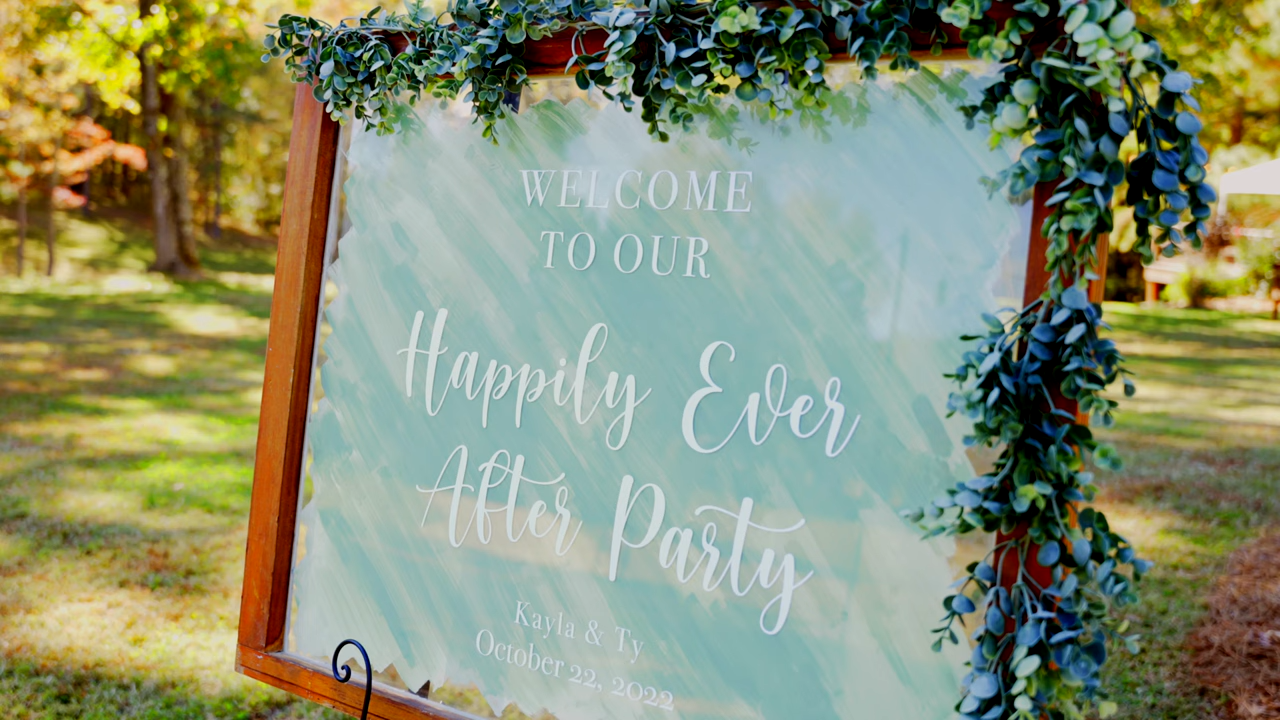 WELCOME
TO OUR
Happily Ever
After Party
Kayla & Ty
October 22, 2022